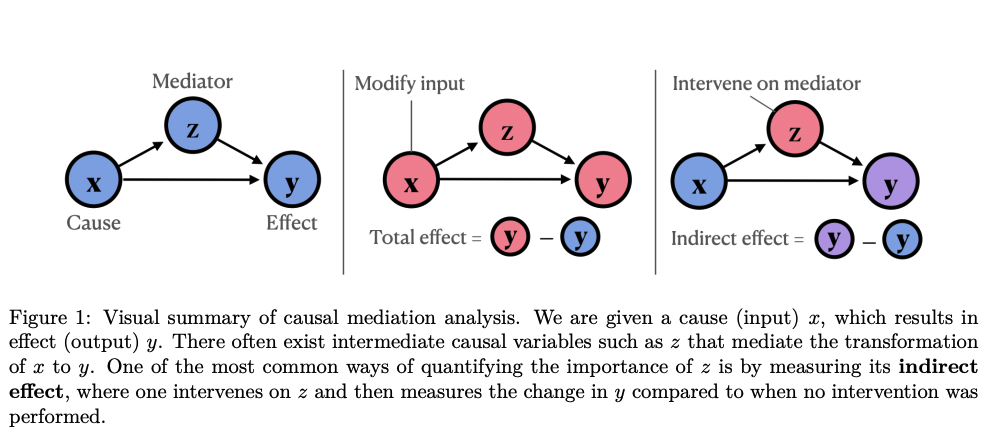 Mediator
z
x
y
Cause
Effect
Modify input
z
x
y
Total effect = y – y
Intervene on mediator
z
x
y
Indirect effect = y – y
Figure 1: Visual summary of causal mediation analysis. We are given a cause (input) x, which results in
effect (output) y. There often exist intermediate causal variables such as z that mediate the transformation
of x to y. One of the most common ways of quantifying the importance of z is by measuring its indirect
effect, where one intervenes on z and then measures the change in y compared to when no intervention was
performed.